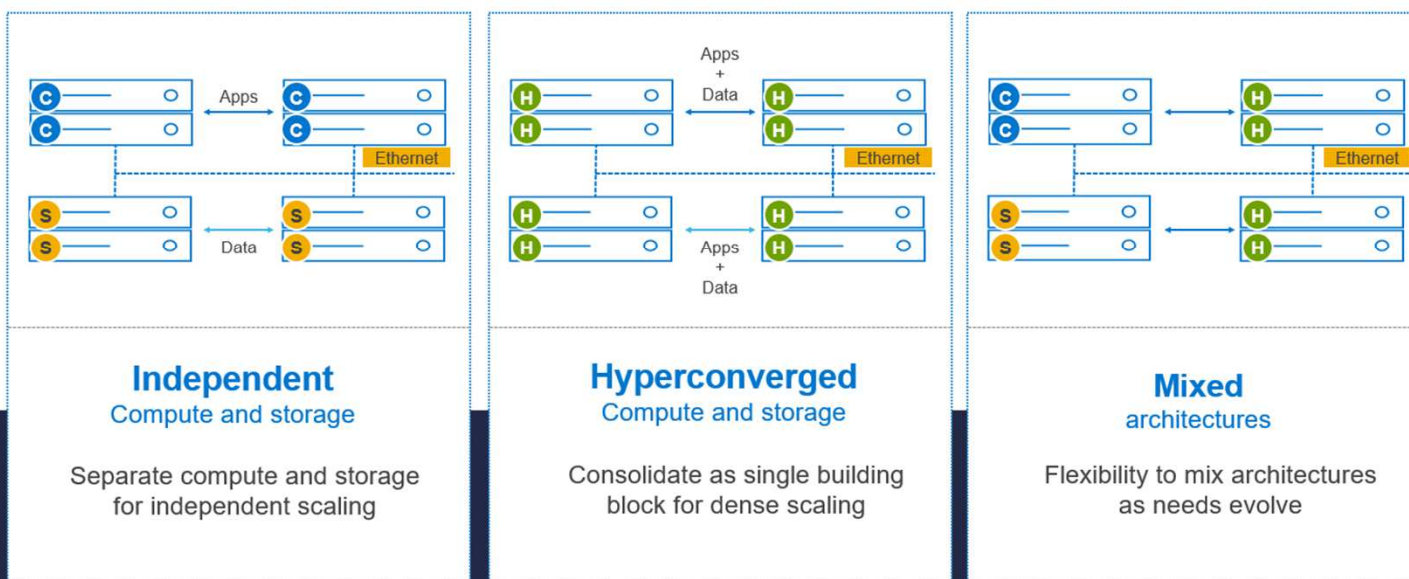 C
C
Apps
C
C
Ethernet
S
S
Data
S
S
Independent
Compute and storage
Separate compute and storage
for independent scaling
Apps
+
Data
H
H
H
H
Ethernet
H
H
H
H
Apps
+
Data
Hyperconverged
Compute and storage
Consolidate as single building
block for dense scaling
C
C
H
H
Ethernet
S
S
H
H
Mixed
architectures
Flexibility to mix architectures
as needs evolve